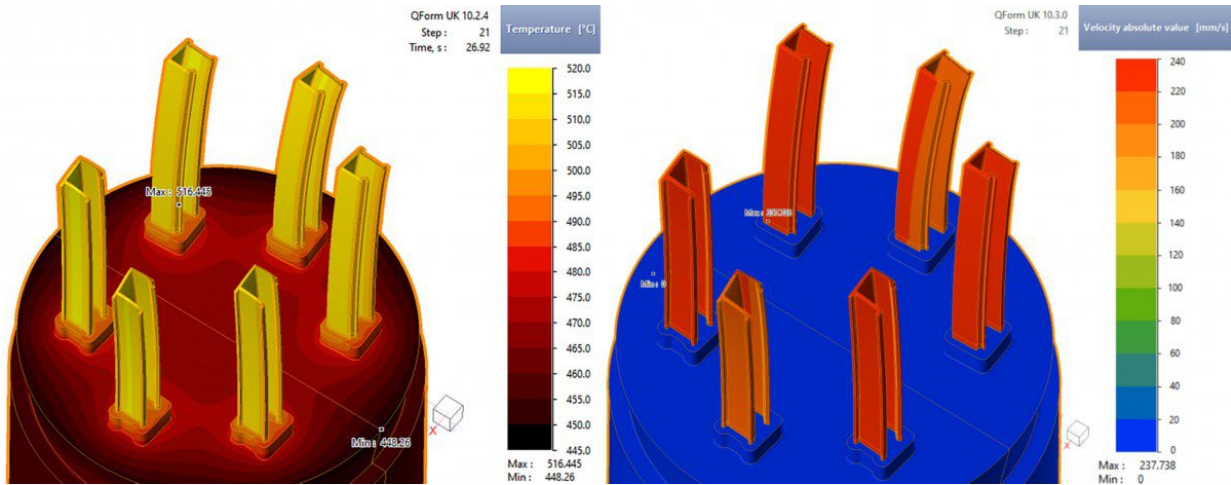 QForm UK 10.2.4
Step : 21
Time, s : 26.92
Temperature [°C]
520.0
515.0
510.0
505.0
500.0
495.0
490.0
485.0
480.0
475.0
470.0
465.0
460.0
455.0
450.0
445.0
Max : 516.445
Min : 448.26
X
Max : 516.445
Min : 448.26
QForm UK 10.3.0
Step : 21
Velocity absolute value [mm/s]
240
220
200
180
160
140
120
100
80
60
40
20
0
Max :
Min : 0
X
Max : 237.738
Min : 0